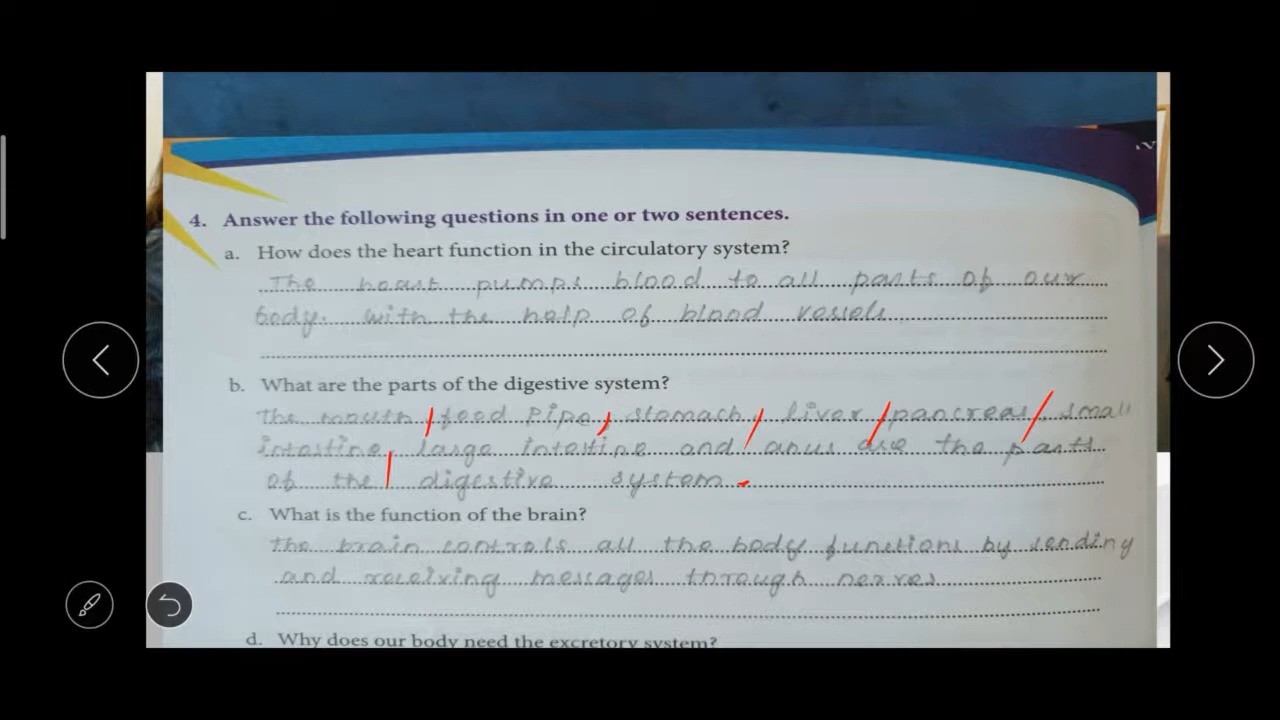 4. Answer the following questions in one or two sentences.
a. How does the heart function in the circulatory system?
The heart pumps blood to all parts of our
body. with the help of blood vessels.
b. What are the parts of the digestive system?
The mouth, food Pipe, stomach, liver, pancreas, small
intestine, large intestine and anus are the parts
of the digestive system.
c. What is the function of the brain?
the brain controls all the body functions by sending
and receiving messages through nerves
d. Why does our body need the excretory system?